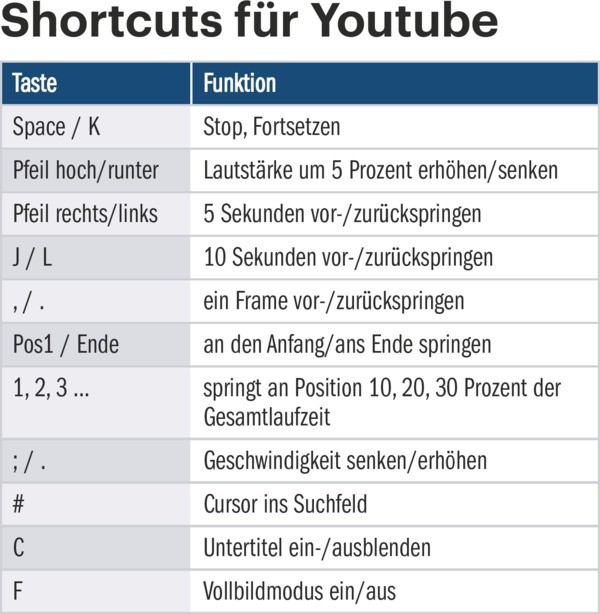 Shortcuts für Youtube
Taste Funktion
Space / K Stop, Fortsetzen
Pfeil hoch/runter Lautstärke um 5 Prozent erhöhen/senken
Pfeil rechts/links 5 Sekunden vor-/zurückspringen
J / L 10 Sekunden vor-/zurückspringen
, / . ein Frame vor-/zurückspringen
Pos1 / Ende an den Anfang/ans Ende springen
1, 2, 3 ... springt an Position 10, 20, 30 Prozent der
Gesamtlaufzeit
; / . Geschwindigkeit senken/erhöhen
# Cursor ins Suchfeld
C Untertitel ein-/ausblenden
F Vollbildmodus ein/aus